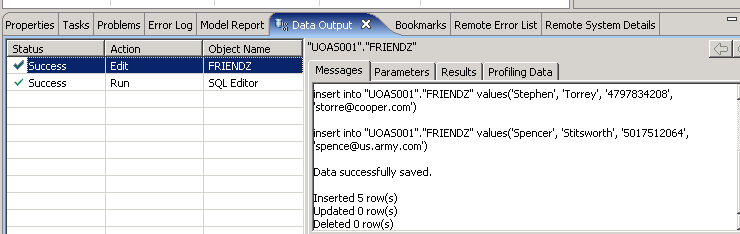 Properties Tasks Problems Error Log Model Report Data Output Bookmarks Remote Error List Remote System Details
Status Action Object Name
Success Edit FRIENDZ
Success Run SQL Editor
"UOAS001"."FRIENDZ"
Messages Parameters Results Profiling Data
insert into "UOAS001"."FRIENDZ" values('Stephen', 'Torrey', '4797834208',
'storre@cooper.com')
insert into "UOAS001"."FRIENDZ" values('Spencer', 'Stitsworth', '5017512064',
'spence@us.army.com')
Data successfully saved.
Inserted 5 row(s)
Updated 0 row(s)
Deleted 0 row(s)